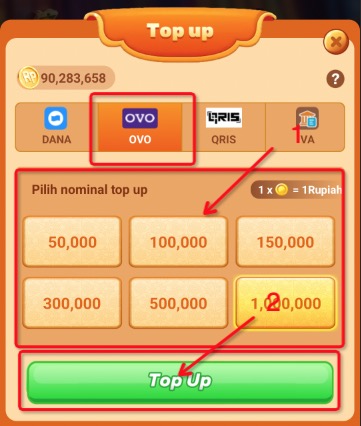 Top up
RP 90,283,658 ?
OVO QRIS
DANA OVO QRIS VA
1
Pilih nominal top up 1 x = 1Rupiah
50,000 100,000 150,000
300,000 500,000 1,000,000
2
Top Up